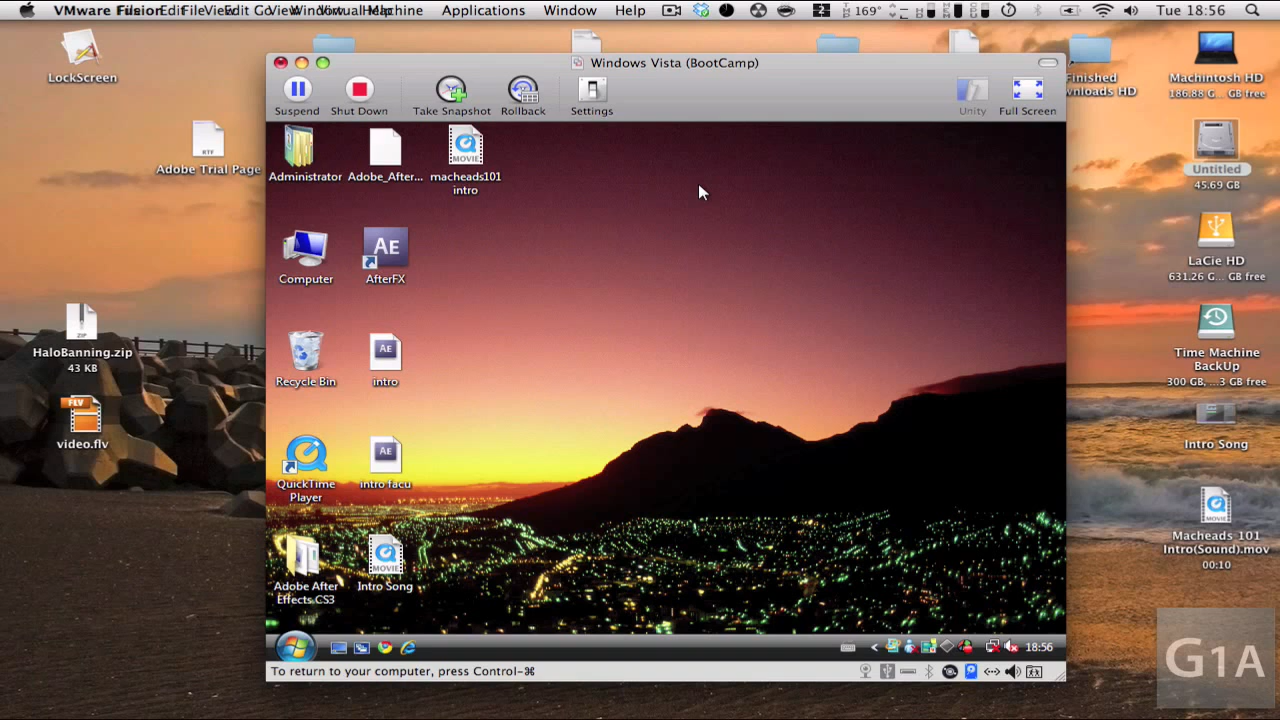 VMware Fusion File Edit View Virtual Machine Applications Window Help 169° Tue 18:56
LockScreen
Adobe Trial Page
HaloBanning.zip
43 KB
video.flv
Windows Vista (BootCamp)
Suspend Shut Down Take Snapshot Rollback Settings Unity Full Screen
Administrator Adobe_After... macheads101
intro
Computer AfterFX
Recycle Bin intro
QuickTime
Player
intro facu
Adobe After
Effects CS3
Intro Song
18:56
To return to your computer, press Control-⌘
Finished
wnloads HD
Machintosh HD
186.88 G... GB free
Untitled
45.69 GB
LaCie HD
631.26 G... GB free
Time Machine
BackUp
300 GB, ...3 GB free
Intro Song
Macheads 101
Intro(Sound).mov
00:10
G1A